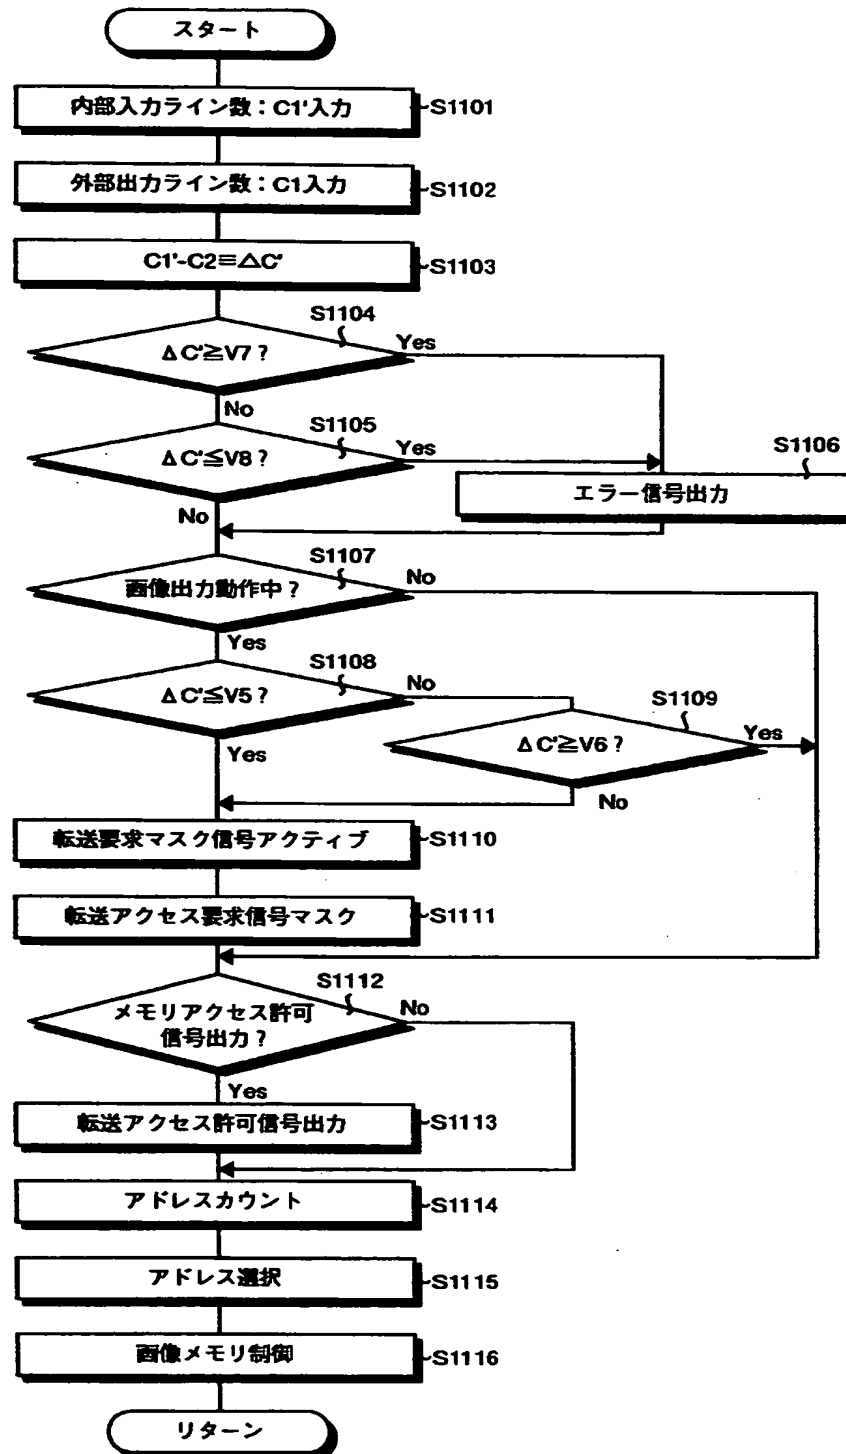 スタート
内部入力ライン数：C1'入力
S1101
外部出力ライン数：C1入力
S1102
C1'-C2≡△C'
S1103
S1104
ΔC'≧V7？
Yes
No
S1105
ΔC'≦V8？
Yes
No
S1106
エラー信号出力
S1107
画像出力動作中？
No
Yes
S1108
ΔC'≦V5？
No
Yes
S1109
ΔC'≧V6？
Yes
No
転送要求マスク信号アクティブ
S1110
転送アクセス要求信号マスク
S1111
S1112
メモリアクセス許可
信号出力？
No
Yes
転送アクセス許可信号出力
S1113
アドレスカウント
S1114
アドレス選択
S1115
画像メモリ制御
S1116
リターン